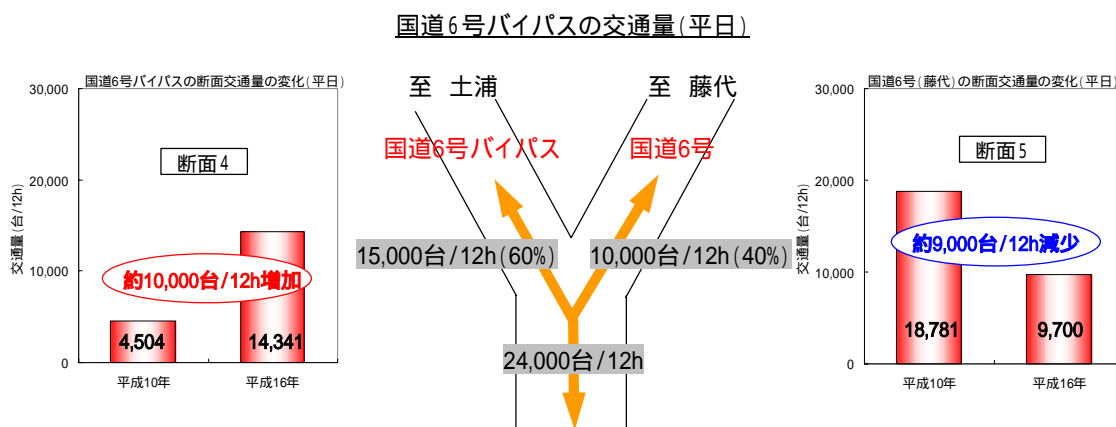 国道6号バイパスの交通量(平日)
国道6号バイパスの断面交通量の変化(平日)
30,000
20,000
10,000
0
交通量(台/12h)
断面4
約10,000台/12h増加
4,504
14,341
平成10年
平成16年
至 土浦
至 藤代
国道6号バイパス
国道6号
15,000台/12h(60%)
10,000台/12h(40%)
24,000台/12h
国道6号(藤代)の断面交通量の変化(平日)
30,000
20,000
10,000
0
交通量(台/12h)
断面5
約9,000台/12h減少
18,781
9,700
平成10年
平成16年